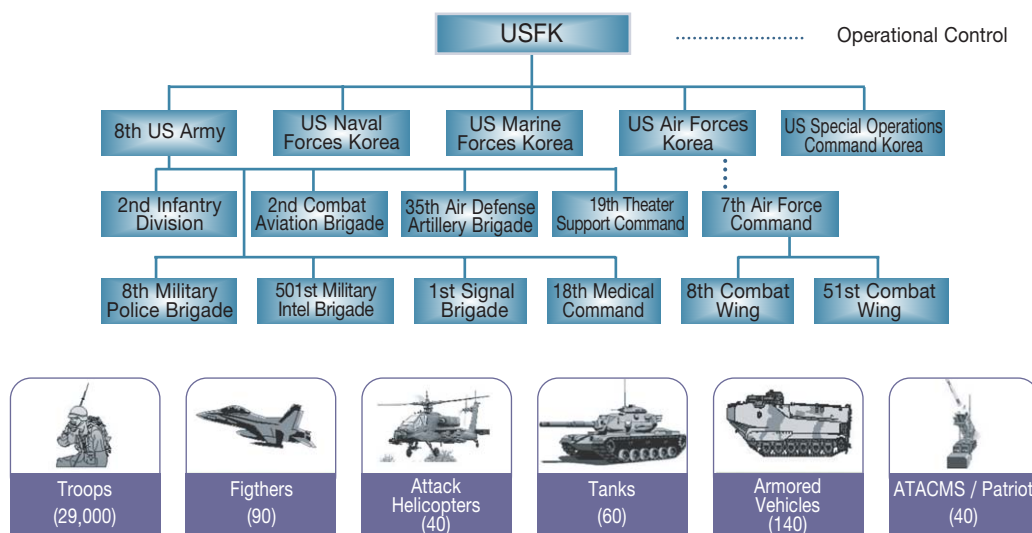 USFK
Operational Control
8th US Army
US Naval
Forces Korea
US Marine
Forces Korea
US Air Forces
Korea
US Special Operations
Command Korea
2nd Infantry
Division
2nd Combat
Aviation Brigade
35th Air Defense
Artillery Brigade
19th Theater
Support Command
7th Air Force
Command
8th Military
Police Brigade
501st Military
Intel Brigade
1st Signal
Brigade
18th Medical
Command
8th Combat
Wing
51st Combat
Wing
Troops
(29,000)
Figthers
(90)
Attack
Helicopters
(40)
Tanks
(60)
Armored
Vehicles
(140)
ATACMS / Patriot
(40)